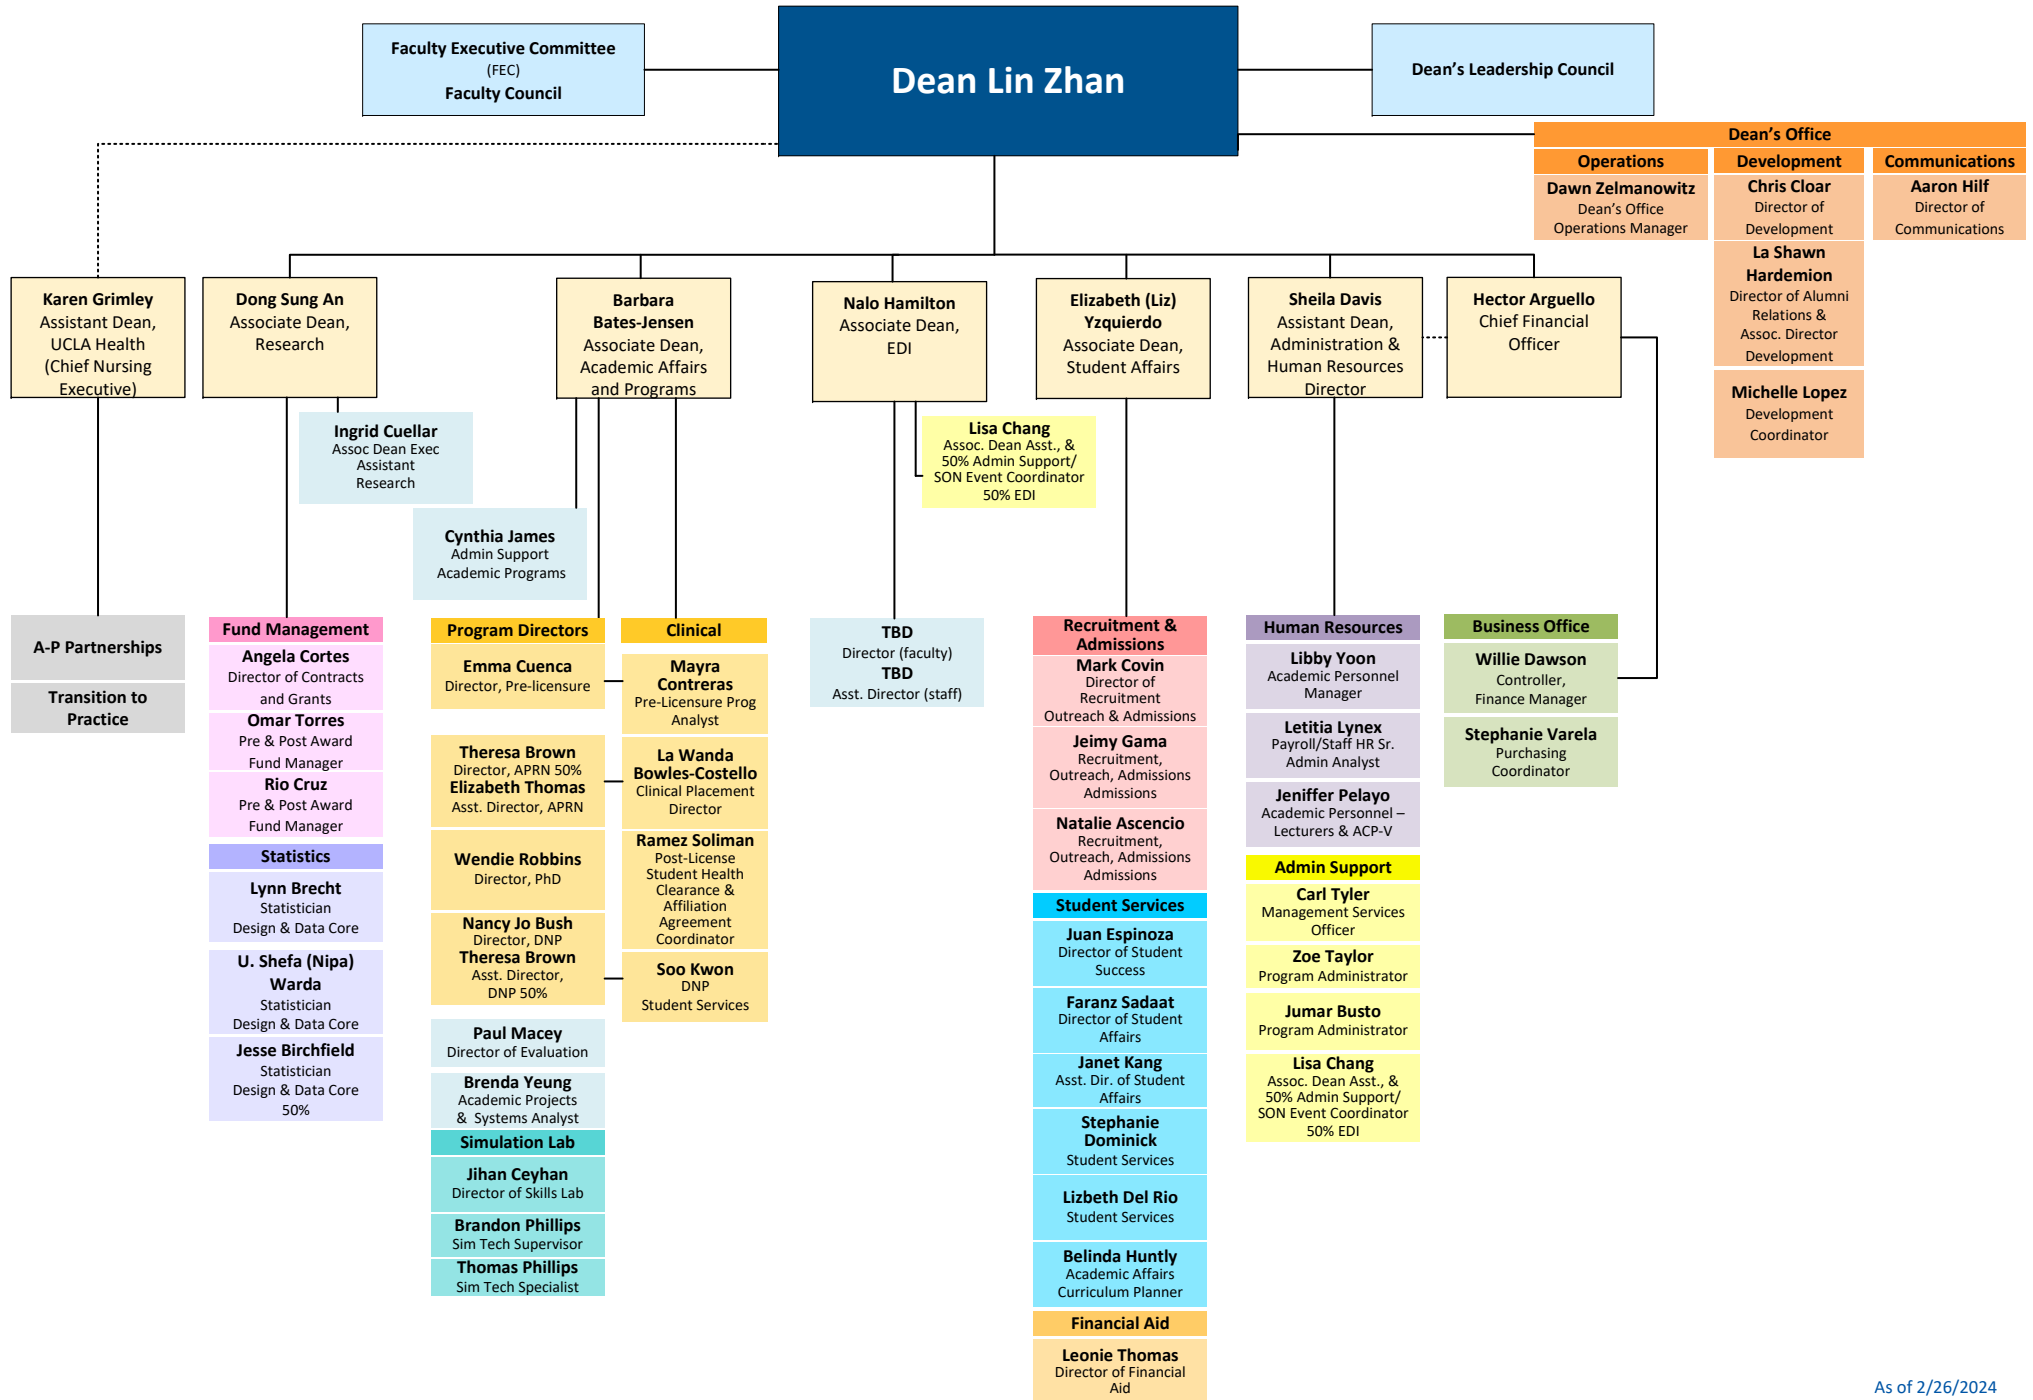 Faculty Executive Committee
(FEC)
Faculty Council
Dean Lin Zhan
Dean's Leadership Council
Dean's Office
Operations
Dawn Zelmanowitz
Dean's Office
Operations Manager
Development
Chris Cloar
Director of
Development
La Shawn
Hardemion
Director of Alumni
Relations &
Assoc. Director
Development
Michelle Lopez
Development
Coordinator
Communications
Aaron Hilf
Director of
Communications
Karen Grimley
Assistant Dean,
UCLA Health
(Chief Nursing
Executive)
A-P Partnerships
Transition to
Practice
Dong Sung An
Associate Dean,
Research
Ingrid Cuellar
Assoc Dean Exec
Assistant
Research
Fund Management
Angela Cortes
Director of Contracts
and Grants
Omar Torres
Pre & Post Award
Fund Manager
Rio Cruz
Pre & Post Award
Fund Manager
Statistics
Lynn Brecht
Statistician
Design & Data Core
U. Shefa (Nipa)
Warda
Statistician
Design & Data Core
Jesse Birchfield
Statistician
Design & Data Core
50%
Barbara
Bates-Jensen
Associate Dean,
Academic Affairs
and Programs
Cynthia James
Admin Support
Academic Programs
Program Directors
Emma Cuenca
Director, Pre-licensure
Theresa Brown
Director, APRN 50%
Elizabeth Thomas
Asst. Director, APRN
Wendie Robbins
Director, PhD
Nancy Jo Bush
Director, DNP
Theresa Brown
Asst. Director,
DNP 50%
Paul Macey
Director of Evaluation
Brenda Yeung
Academic Projects
& Systems Analyst
Simulation Lab
Jihan Ceyhan
Director of Skills Lab
Brandon Phillips
Sim Tech Supervisor
Thomas Phillips
Sim Tech Specialist
Clinical
Mayra
Contreras
Pre-Licensure Prog
Analyst
La Wanda
Bowles-Costello
Clinical Placement
Director
Ramez Soliman
Post-License
Student Health
Clearance &
Affiliation
Agreement
Coordinator
Soo Kwon
DNP
Student Services
Nalo Hamilton
Associate Dean,
EDI
Lisa Chang
Assoc. Dean Asst., &
50% Admin Support/
SON Event Coordinator
50% EDI
TBD
Director (faculty)
TBD
Asst. Director (staff)
Elizabeth (Liz)
Yzquierdo
Associate Dean,
Student Affairs
Recruitment &
Admissions
Mark Covin
Director of
Recruitment
Outreach & Admissions
Jeimy Gama
Recruitment,
Outreach, Admissions
Admissions
Natalie Ascencio
Recruitment,
Outreach, Admissions
Admissions
Student Services
Juan Espinoza
Director of Student
Success
Faranz Sadaat
Director of Student
Affairs
Janet Kang
Asst. Dir. of Student
Affairs
Stephanie
Dominick
Student Services
Lizbeth Del Rio
Student Services
Belinda Huntly
Academic Affairs
Curriculum Planner
Financial Aid
Leonie Thomas
Director of Financial
Aid
Sheila Davis
Assistant Dean,
Administration &
Human Resources
Director
Human Resources
Libby Yoon
Academic Personnel
Manager
Letitia Lynex
Payroll/Staff HR Sr.
Admin Analyst
Jeniffer Pelayo
Academic Personnel –
Lecturers & ACP-V
Admin Support
Carl Tyler
Management Services
Officer
Zoe Taylor
Program Administrator
Jumar Busto
Program Administrator
Lisa Chang
Assoc. Dean Asst., &
50% Admin Support/
SON Event Coordinator
50% EDI
Hector Arguello
Chief Financial
Officer
Business Office
Willie Dawson
Controller,
Finance Manager
Stephanie Varela
Purchasing
Coordinator
As of 2/26/2024